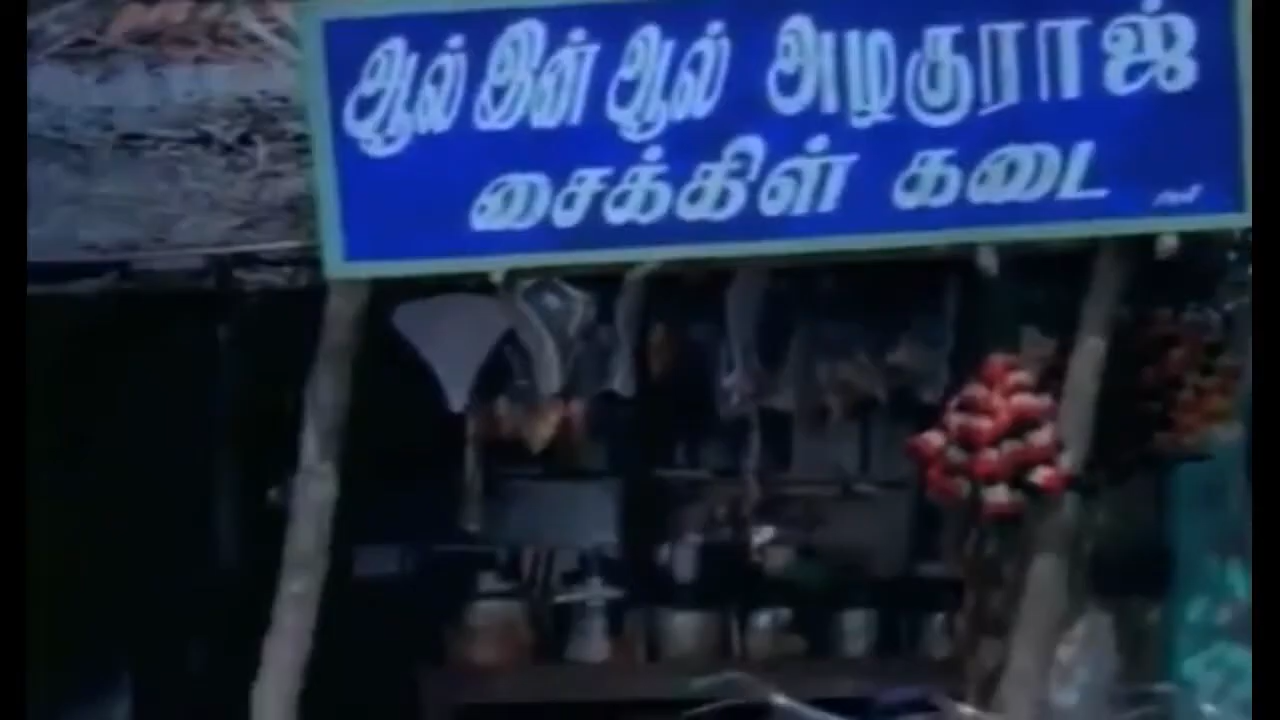 ஆல் இன் ஆல் அழகுராஜ்
சைக்கிள் கடை